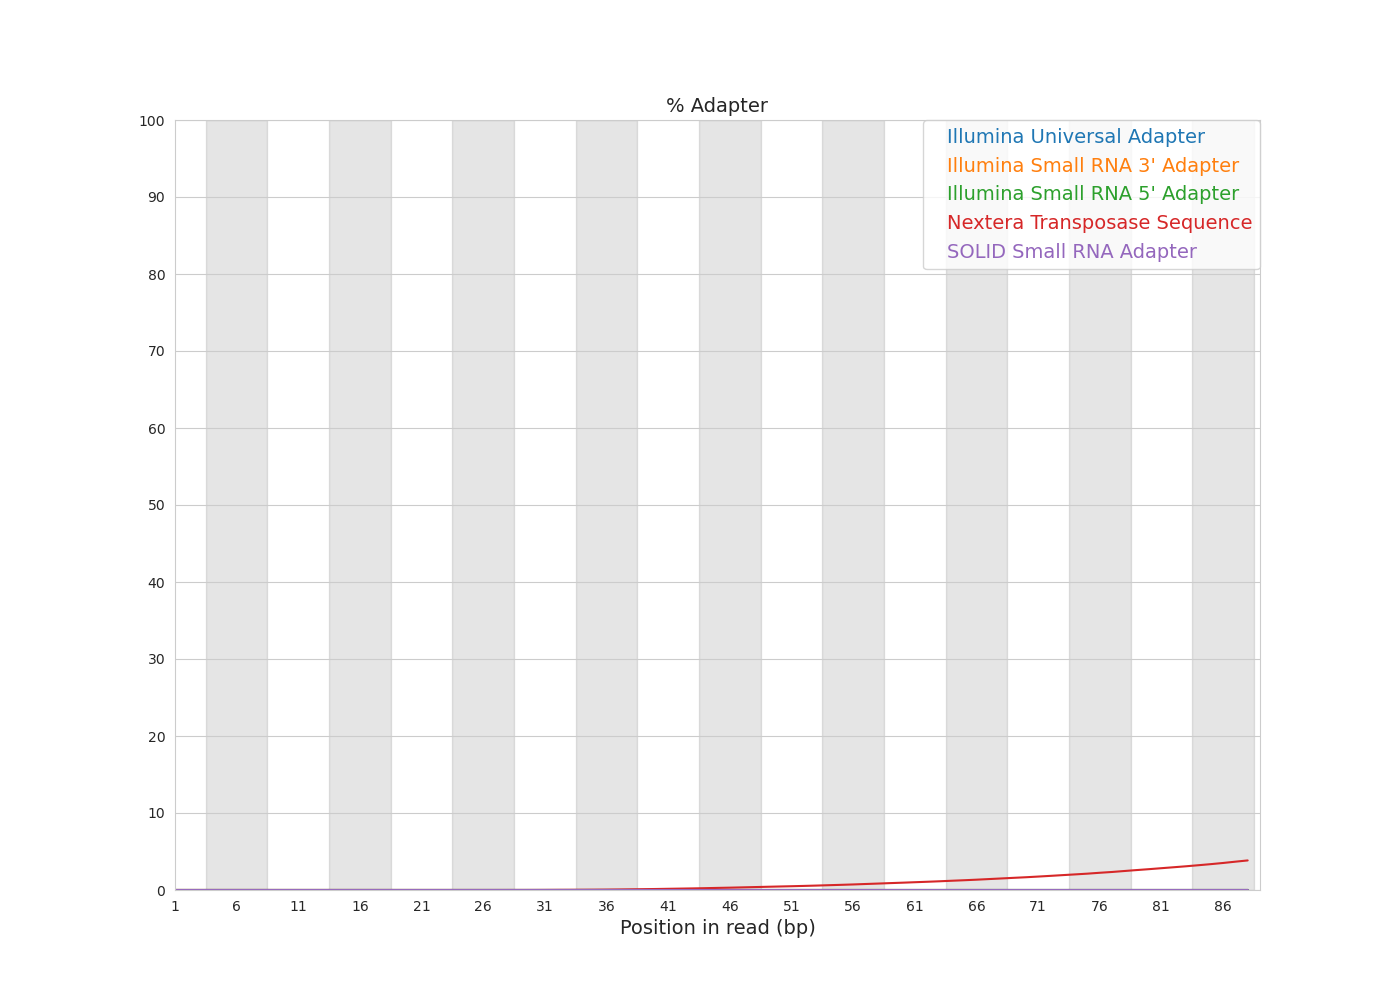 % Adapter
100
90
80
70
60
50
40
30
20
10
0
Illumina Universal Adapter
Illumina Small RNA 3' Adapter
Illumina Small RNA 5' Adapter
Nextera Transposase Sequence
SOLID Small RNA Adapter
1 6 11 16 21 26 31 36 41 46 51 56 61 66 71 76 81 86
Position in read (bp)